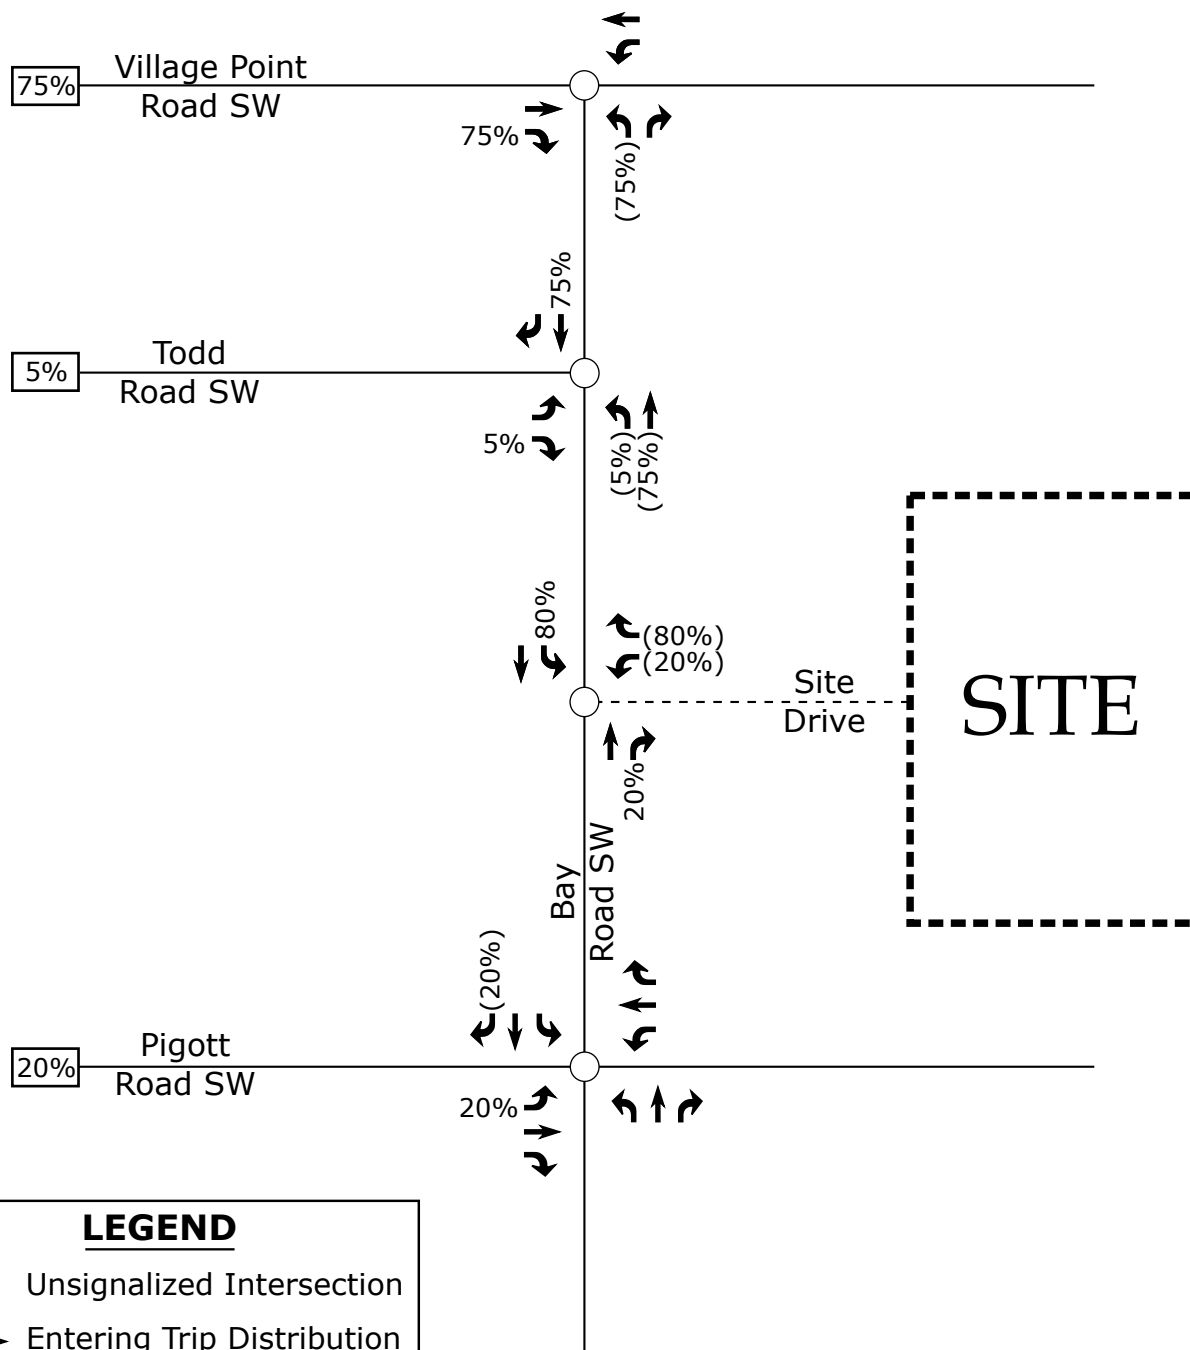 Village Point
75%
Road SW
75%
(75%)
75%
Todd
5%
Road SW
5%
(5%)
(75%)
80%
(80%)
(20%)
Site
Drive
SITE
20%
Bay
Road SW
(20%)
Pigott
20%
Road SW
20%
LEGEND
Unsignalized Intersection
Entering Trip Distribution